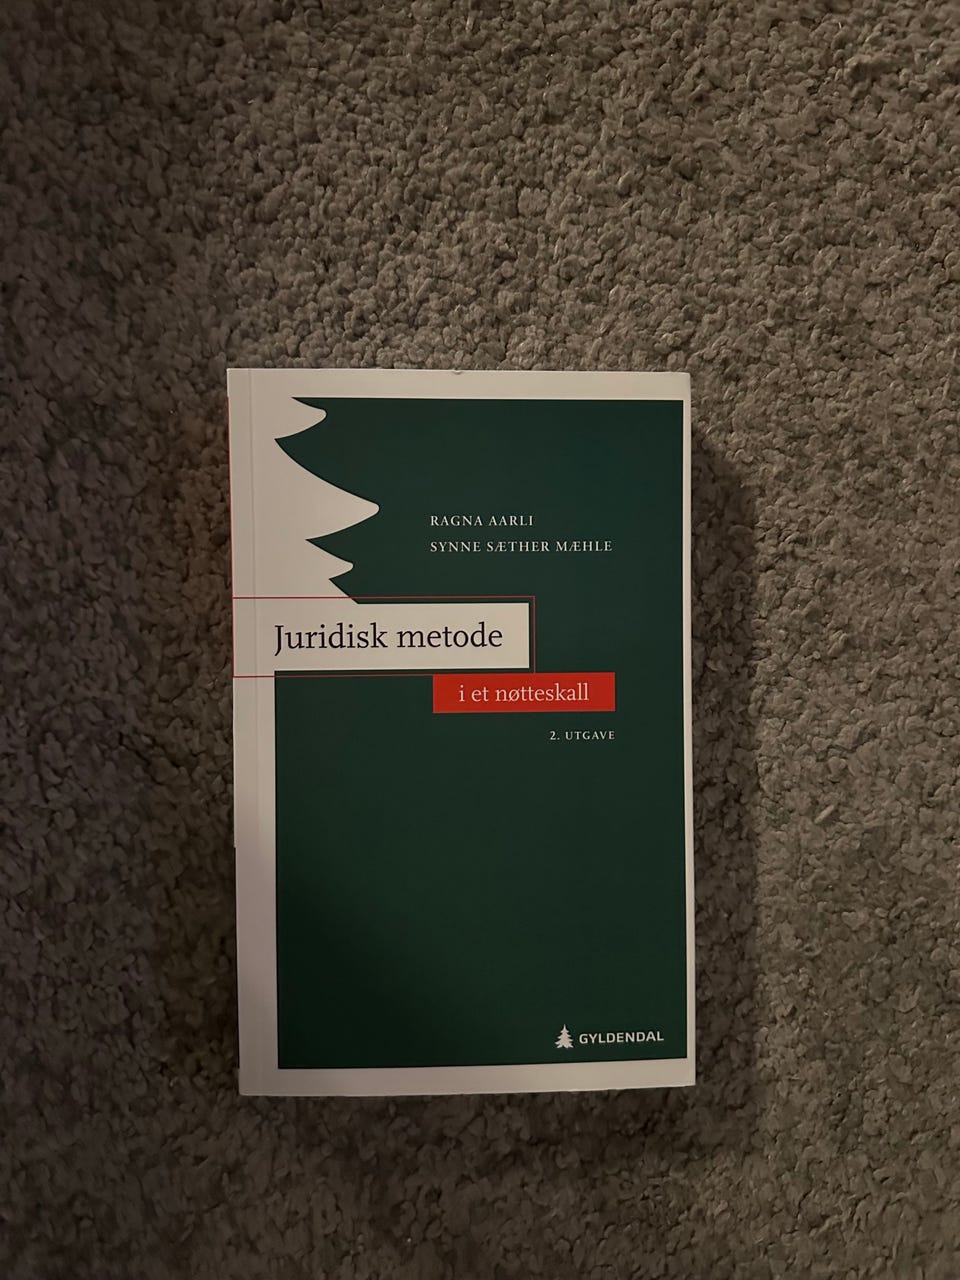 RAGNA AARLI
SYNNE SÆTHER MÆHLE
Juridisk metode
i et nøtteskall
2. UTGAVE
GYLDENDAL